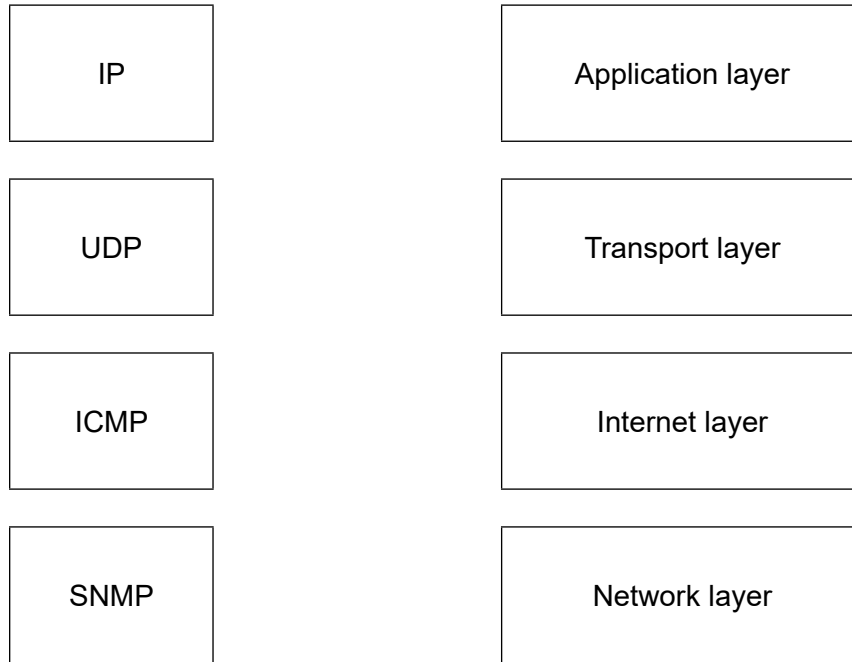 IP
Application layer
UDP
Transport layer
ICMP
Internet layer
SNMP
Network layer